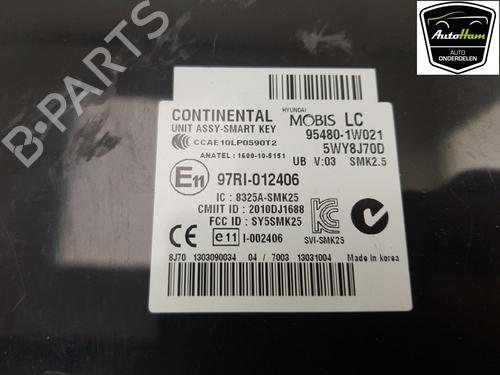 AutoHam
AUTO
ONDERDELEN
B-PARTS
CONTINENTAL
HYUNDAI
MOBIS LC
UNIT ASSY-SMART KEY
95480-1W021
CCAE10LP0590T2
5WY8J70D
ANATEL : 1600-10-5151
UB V:03 SMK2.5
E11 97RI-012406
IC : 8325A-SMK25
CMIIT ID : 2010DJ1688
FCC ID : SY5SMK25
CE e11 I-002406
SVI-SMK25
8J70 1303090034 04 / 7003 13031004 Made in korea